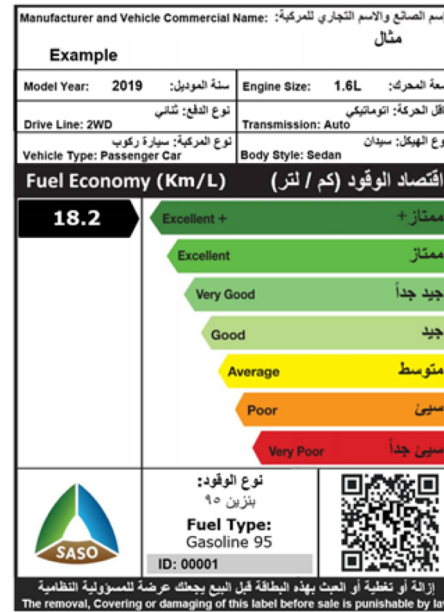 Manufacturer and Vehicle Commercial Name: إسم الصانع والاسم التجاري للمركبة:
مثال
Example
Model Year: 2019 سنة الموديل:
Engine Size: 1.6L سعة المحرك:
نوع الدفع: ثنائي
Drive Line: 2WD
ناقل الحركة: اتوماتيكي
Transmission: Auto
نوع المركبة: سيارة ركوب
Vehicle Type: Passenger Car
نوع الهيكل: سيدان
Body Style: Sedan
Fuel Economy (Km/L) اقتصاد الوقود (كم / لتر)
18.2
Excellent + ممتاز +
Excellent ممتاز
Very Good جيد جداً
Good جيد
Average متوسط
Poor سيئ
Very Poor سيئ جداً
SASO
نوع الوقود:
بنزين ٩٥
Fuel Type:
Gasoline 95
ID: 00001
إزالة أو تغطية أو العبث بهذه البطاقة قبل البيع يجعلك عرضة للمسؤولية النظامية
The removal, Covering or damaging of this label before sale is punishable by la